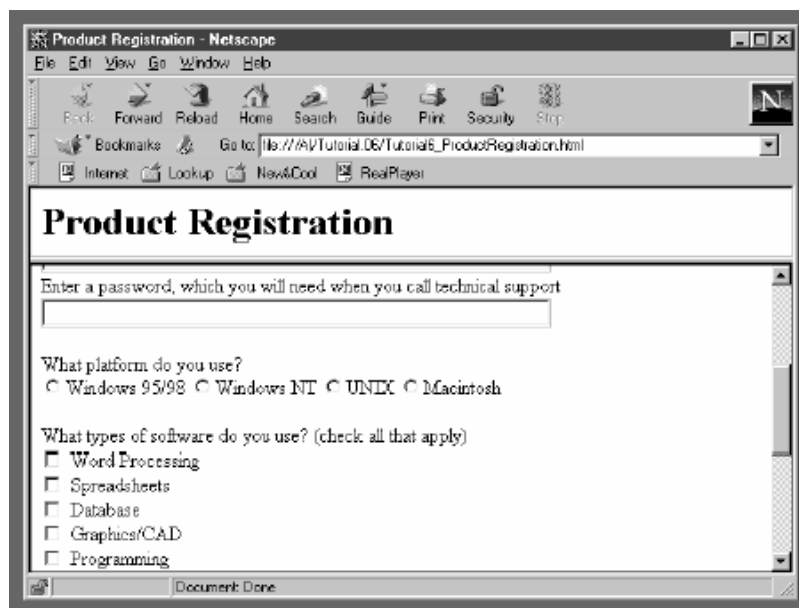 Product Registration - Netscape
File Edit View Go Window Help
Back Forward Reload Home Search Guide Print Security Stop
Bookmarks Go to: file:///A|/Tutorial.06/Tutorial6_ProductRegistration.html
Internet Lookup New&Cool RealPlayer
N
Product Registration
Enter a password, which you will need when you call technical support
What platform do you use?
Windows 95/98 Windows NT UNIX Macintosh
What types of software do you use? (check all that apply)
Word Processing
Spreadsheets
Database
Graphics/CAD
Programming
Document: Done